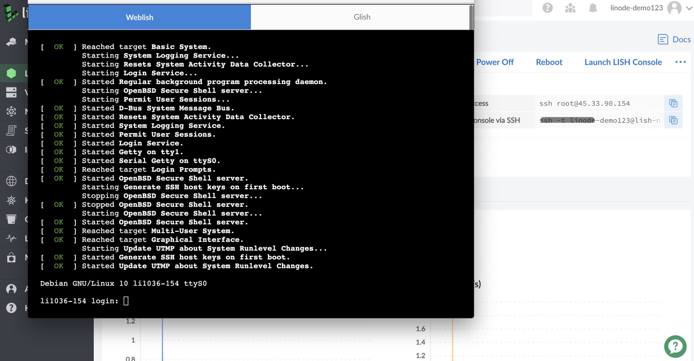 Weblish
Glish
linode-demo123
Docs
Power Off
Reboot
Launch LISH Console
ssh root@45.33.90.154
onsole via SSH
[  OK  ] Reached target Basic System.
Starting System Logging Service...
Starting Resets System Activity Data Collector...
Starting Login Service...
[  OK  ] Started Regular background program processing daemon.
Starting OpenBSD Secure Shell server...
Starting Permit User Sessions...
[  OK  ] Started D-Bus System Message Bus.
[  OK  ] Started Resets System Activity Data Collector.
[  OK  ] Started System Logging Service.
[  OK  ] Started Permit User Sessions.
[  OK  ] Started Login Service.
[  OK  ] Started Getty on tty1.
[  OK  ] Started Serial Getty on ttyS0.
[  OK  ] Reached target Login Prompts.
[  OK  ] Started OpenBSD Secure Shell server.
Starting Generate SSH host keys on first boot...
Stopping OpenBSD Secure Shell server...
[  OK  ] Stopped OpenBSD Secure Shell server.
Starting OpenBSD Secure Shell server...
[  OK  ] Started OpenBSD Secure Shell server.
[  OK  ] Reached target Multi-User System.
[  OK  ] Reached target Graphical Interface.
Starting Update UTMP about System Runlevel Changes...
[  OK  ] Started Generate SSH host keys on first boot.
[  OK  ] Started Update UTMP about System Runlevel Changes.
Debian GNU/Linux 10 li1036-154 ttyS0
li1036-154 login:
1.2
1
0.8
1.6
1.4
1.2